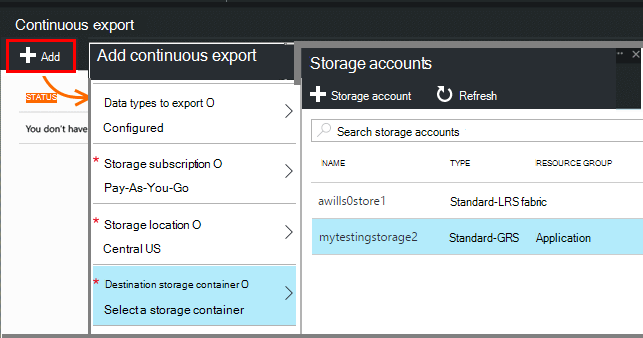 Continuous export
Add
STATUS
You don't have
Add continuous export
Data types to export O
Configured
* Storage subscription O
Pay-As-You-Go
* Storage location O
Central US
* Destination storage container O
Select a storage container
Storage accounts
Storage account
Refresh
Search storage accounts
NAME TYPE RESOURCE GROUP
awills0store1 Standard-LRS fabric
mytestingstorage2 Standard-GRS Application